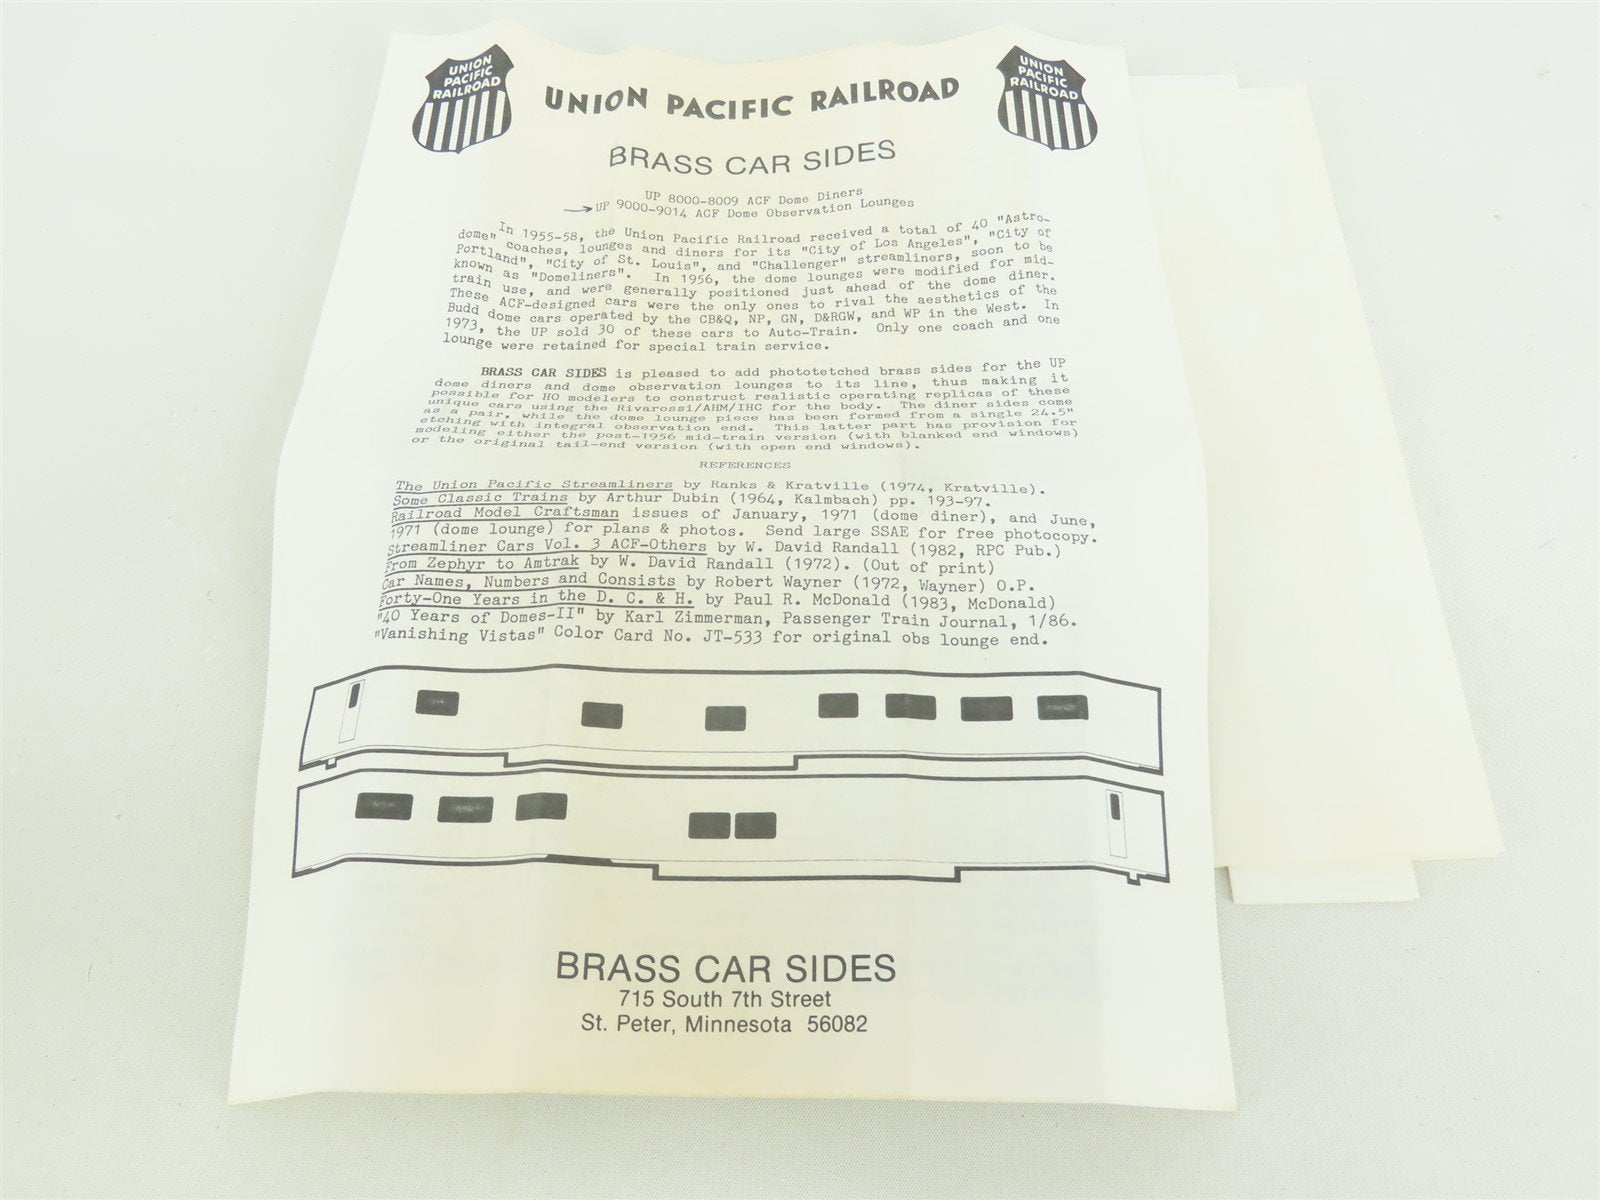 UNION
PACIFIC
RAILROAD
UNION PACIFIC RAILROAD
UNION
PACIFIC
RAILROAD
BRASS CAR SIDES
UP 8000-8009 ACF Dome Diners
→UP 9000-9014 ACF Dome Observation Lounges
In 1955-58, the Union Pacific Railroad received a total of 40 "Astro-
dome" coaches, lounges and diners for its "City of Los Angeles", "City of
Portland", "City of St. Louis", and "Challenger" streamliners, soon to be
known as "Domeliners". In 1956, the dome lounges were modified for mid-
train use, and were generally positioned just ahead of the dome diner.
These ACF-designed cars were the only ones to rival the aesthetics of the
Budd dome cars operated by the CB&Q, NP, GN, D&RGW, and WP in the West. In
1973, the UP sold 30 of these cars to Auto-Train. Only one coach and one
lounge were retained for special train service.
BRASS CAR SIDES is pleased to add phototetched brass sides for the UP
dome diners and dome observation lounges to its line, thus making it
possible for HO modelers to construct realistic operating replicas of these
unique cars using the Rivarossi/AHM/IHC for the body. The diner sides come
as a pair, while the dome lounge piece has been formed from a single 24.5"
etching with integral observation end. This latter part has provision for
modeling either the post-1956 mid-train version (with blanked end windows)
or the original tail-end version (with open end windows).
REFERENCES
The Union Pacific Streamliners by Ranks & Kratville (1974, Kratville).
Some Classic Trains by Arthur Dubin (1964, Kalmbach) pp. 193-97.
Railroad Model Craftsman issues of January, 1971 (dome diner), and June,
1971 (dome lounge) for plans & photos. Send large SSAE for free photocopy.
Streamliner Cars Vol. 3 ACF-Others by W. David Randall (1982, RPC Pub.)
From Zephyr to Amtrak by W. David Randall (1972). (Out of print)
Car Names, Numbers and Consists by Robert Wayner (1972, Wayner) O.P.
Forty-One Years in the D. C. & H. by Paul R. McDonald (1983, McDonald)
"40 Years of Domes-II" by Karl Zimmerman, Passenger Train Journal, 1/86.
"Vanishing Vistas" Color Card No. JT-533 for original obs lounge end.
BRASS CAR SIDES
715 South 7th Street
St. Peter, Minnesota 56082